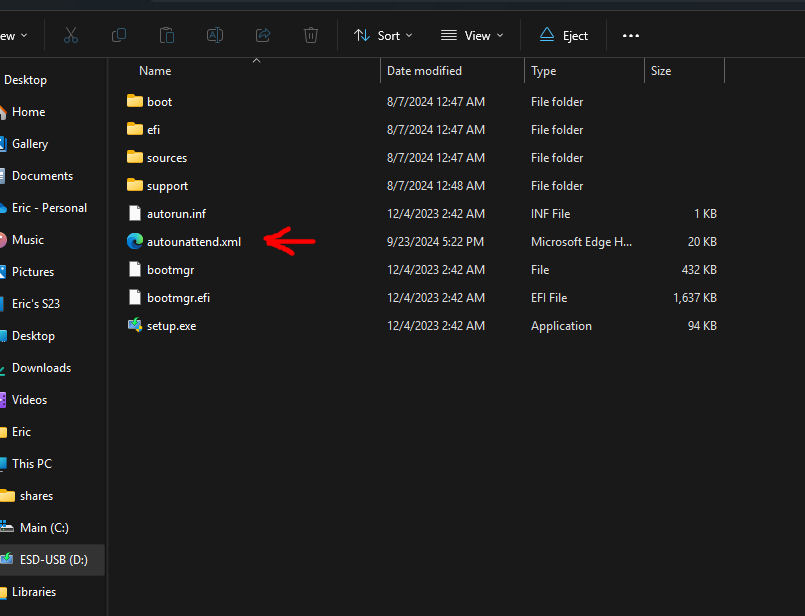 ew Sort View Eject
Name Date modified Type Size
boot 8/7/2024 12:47 AM File folder
efi 8/7/2024 12:47 AM File folder
sources 8/7/2024 12:47 AM File folder
support 8/7/2024 12:48 AM File folder
autorun.inf 12/4/2023 2:42 AM INF File 1 KB
autounattend.xml 9/23/2024 5:22 PM Microsoft Edge H... 20 KB
bootmgr 12/4/2023 2:42 AM File 432 KB
bootmgr.efi 12/4/2023 2:42 AM EFI File 1,637 KB
setup.exe 12/4/2023 2:42 AM Application 94 KB
Desktop
Home
Gallery
Documents
Eric - Personal
Music
Pictures
Eric's S23
Desktop
Downloads
Videos
Eric
This PC
shares
Main (C:)
ESD-USB (D:)
Libraries